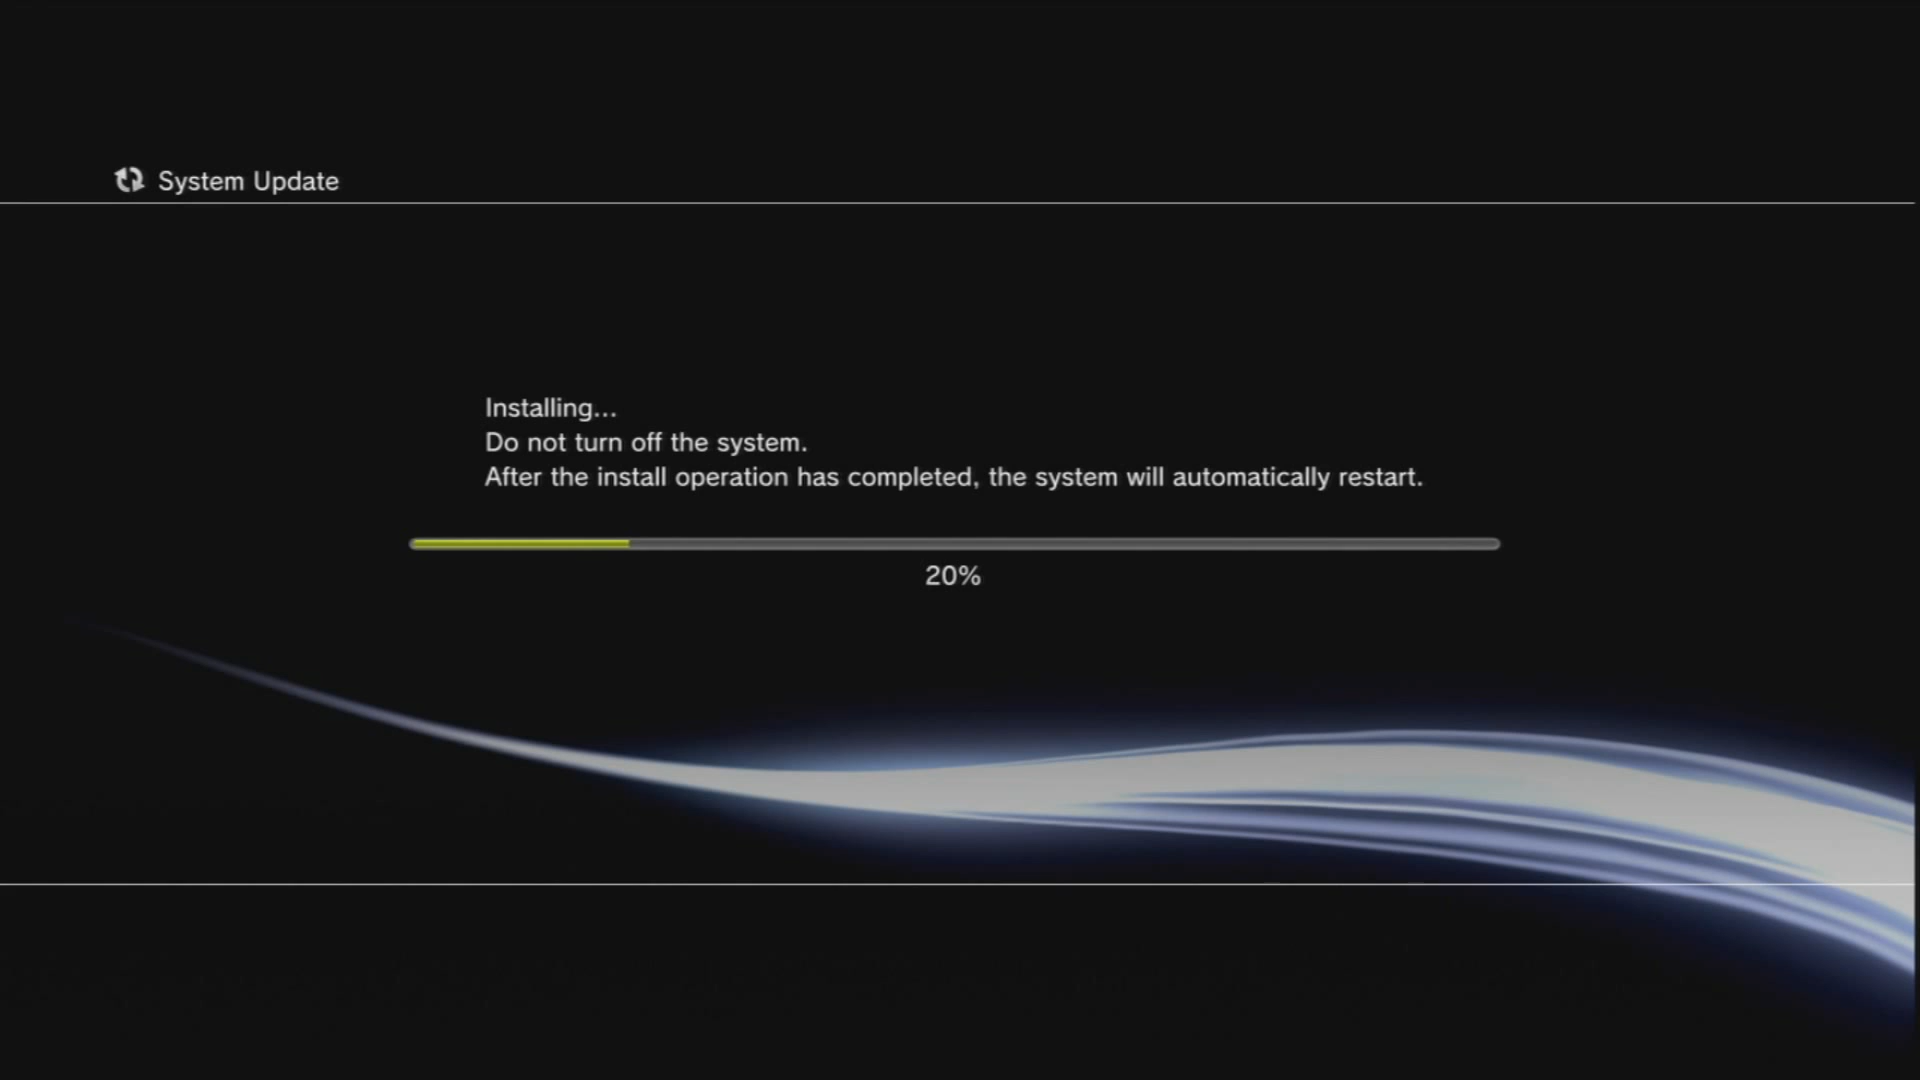 System Update
Installing...
Do not turn off the system.
After the install operation has completed, the system will automatically restart.
20%